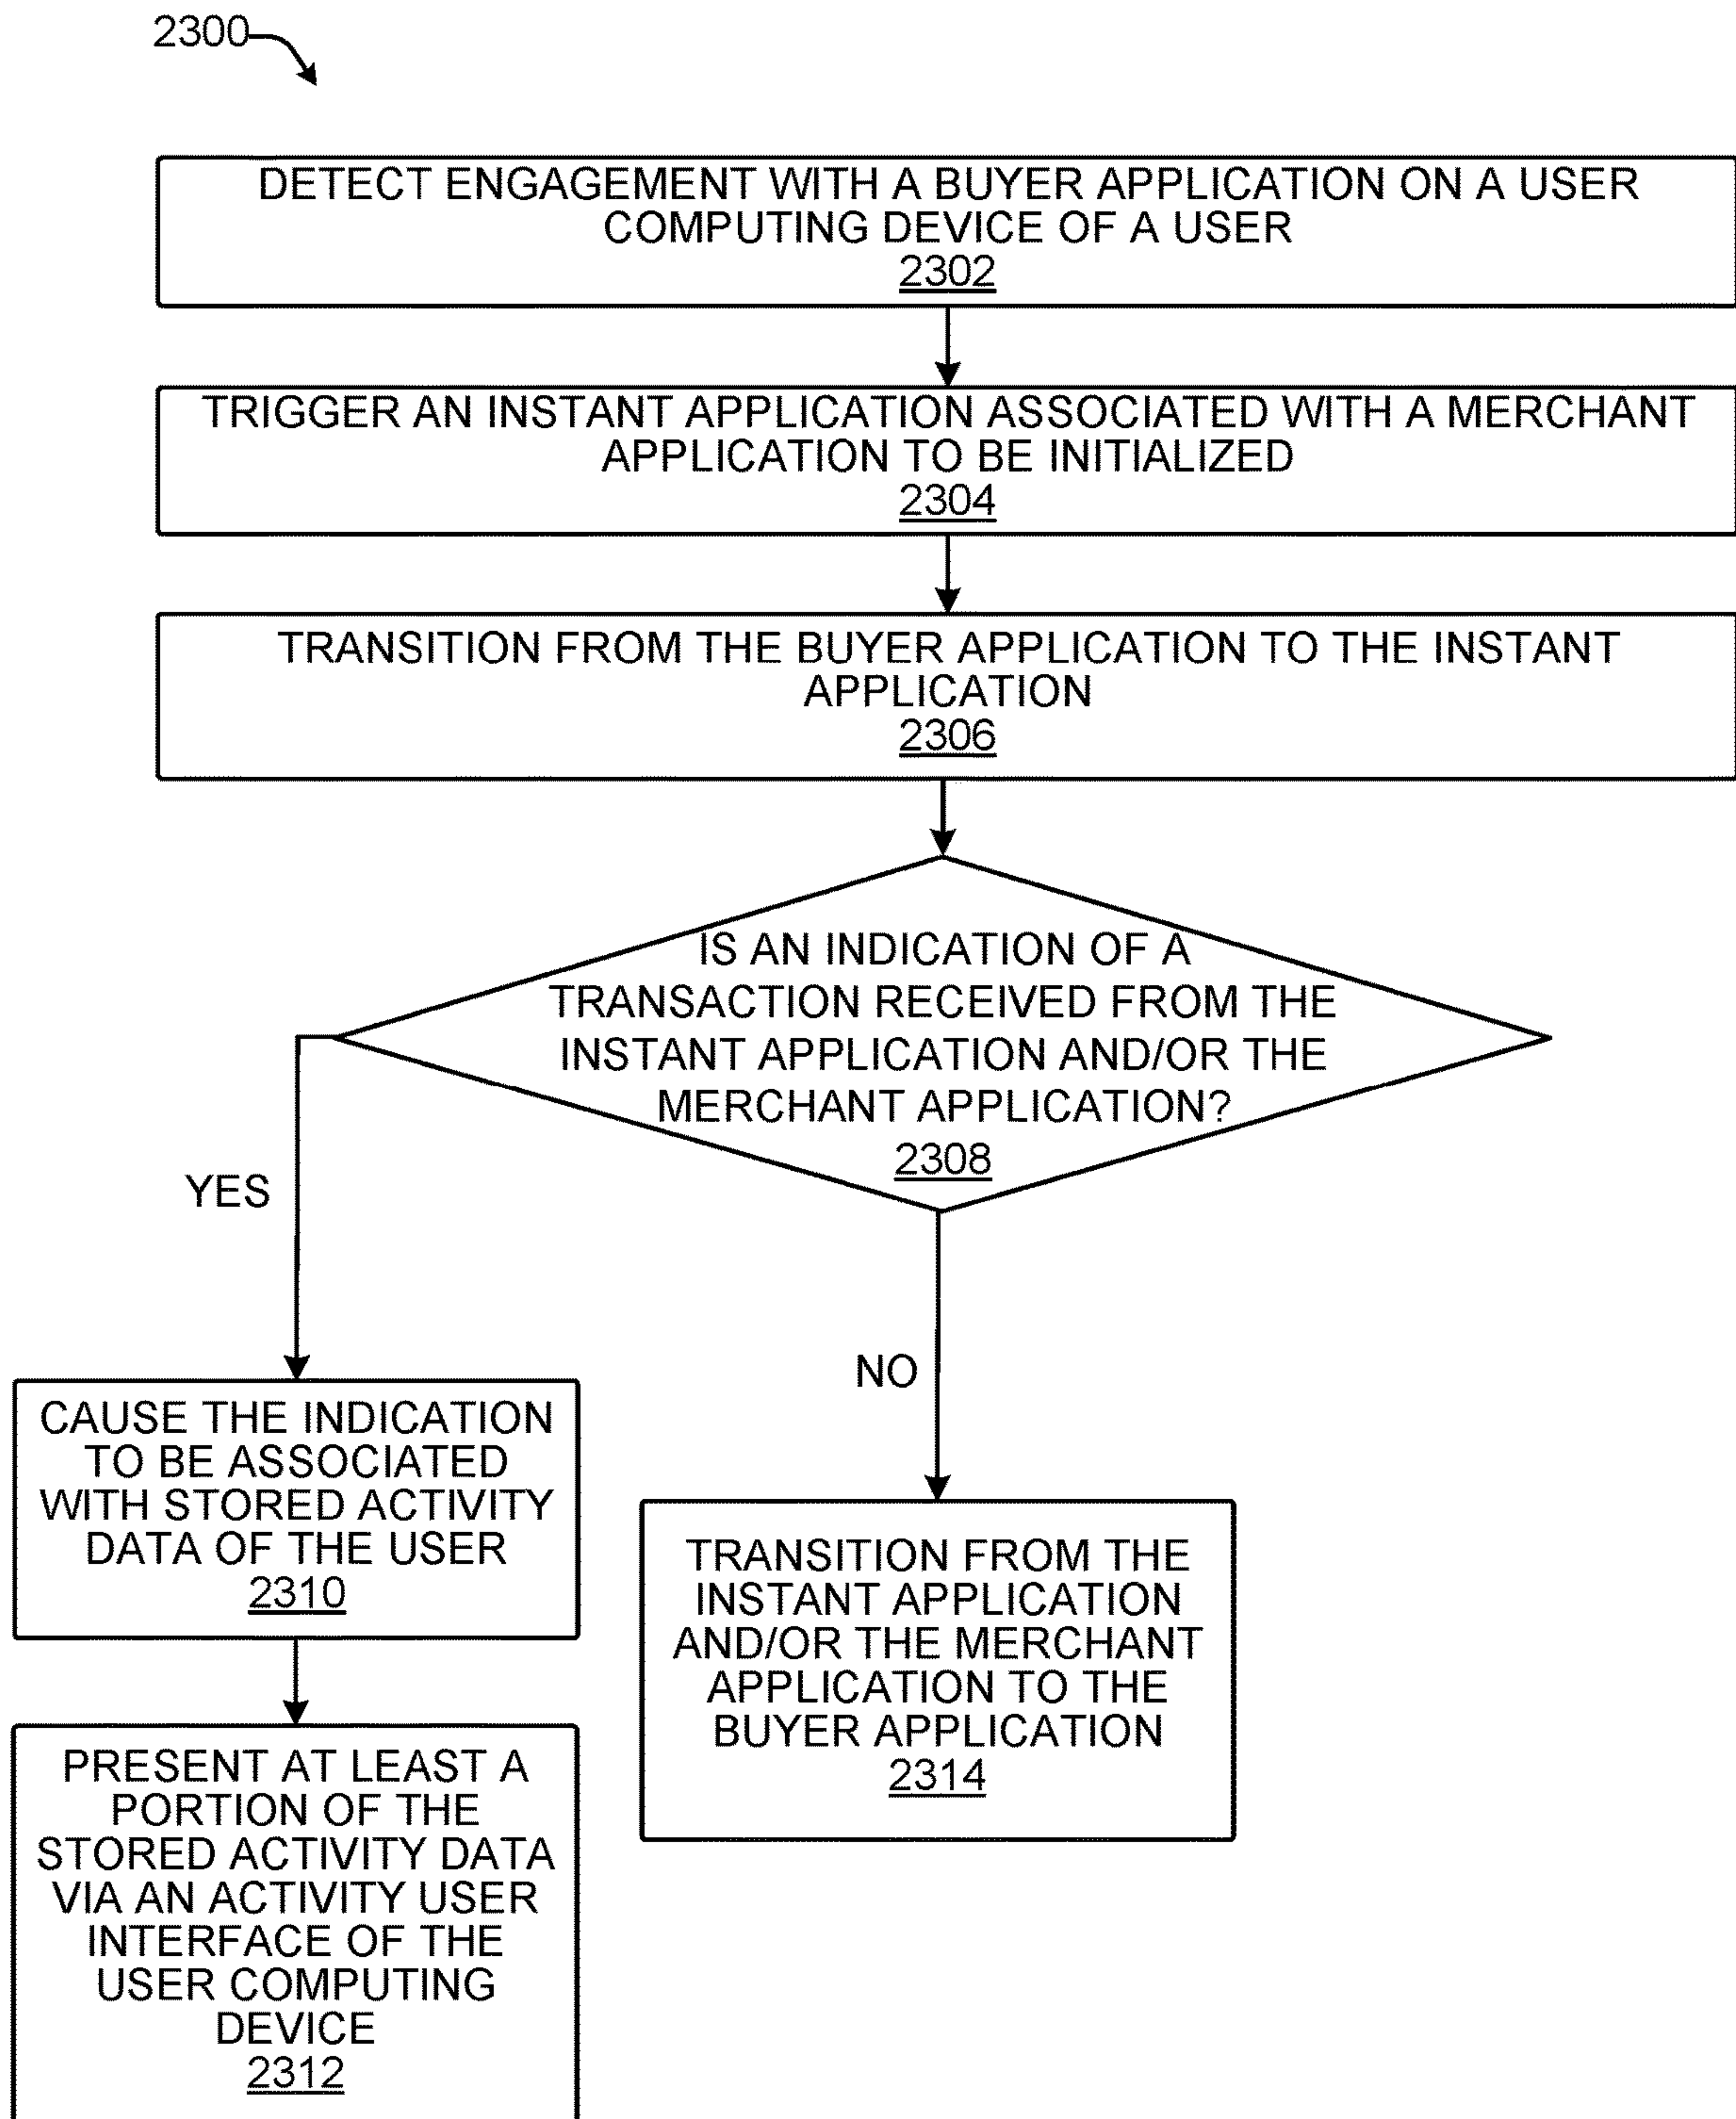 2300
DETECT ENGAGEMENT WITH A BUYER APPLICATION ON A USER
COMPUTING DEVICE OF A USER
2302
TRIGGER AN INSTANT APPLICATION ASSOCIATED WITH A MERCHANT
APPLICATION TO BE INITIALIZED
2304
TRANSITION FROM THE BUYER APPLICATION TO THE INSTANT
APPLICATION
2306
IS AN INDICATION OF A
TRANSACTION RECEIVED FROM THE
INSTANT APPLICATION AND/OR THE
MERCHANT APPLICATION?
2308
YES
CAUSE THE INDICATION
TO BE ASSOCIATED
WITH STORED ACTIVITY
DATA OF THE USER
2310
PRESENT AT LEAST A
PORTION OF THE
STORED ACTIVITY DATA
VIA AN ACTIVITY USER
INTERFACE OF THE
USER COMPUTING
DEVICE
2312
NO
TRANSITION FROM THE
INSTANT APPLICATION
AND/OR THE MERCHANT
APPLICATION TO THE
BUYER APPLICATION
2314